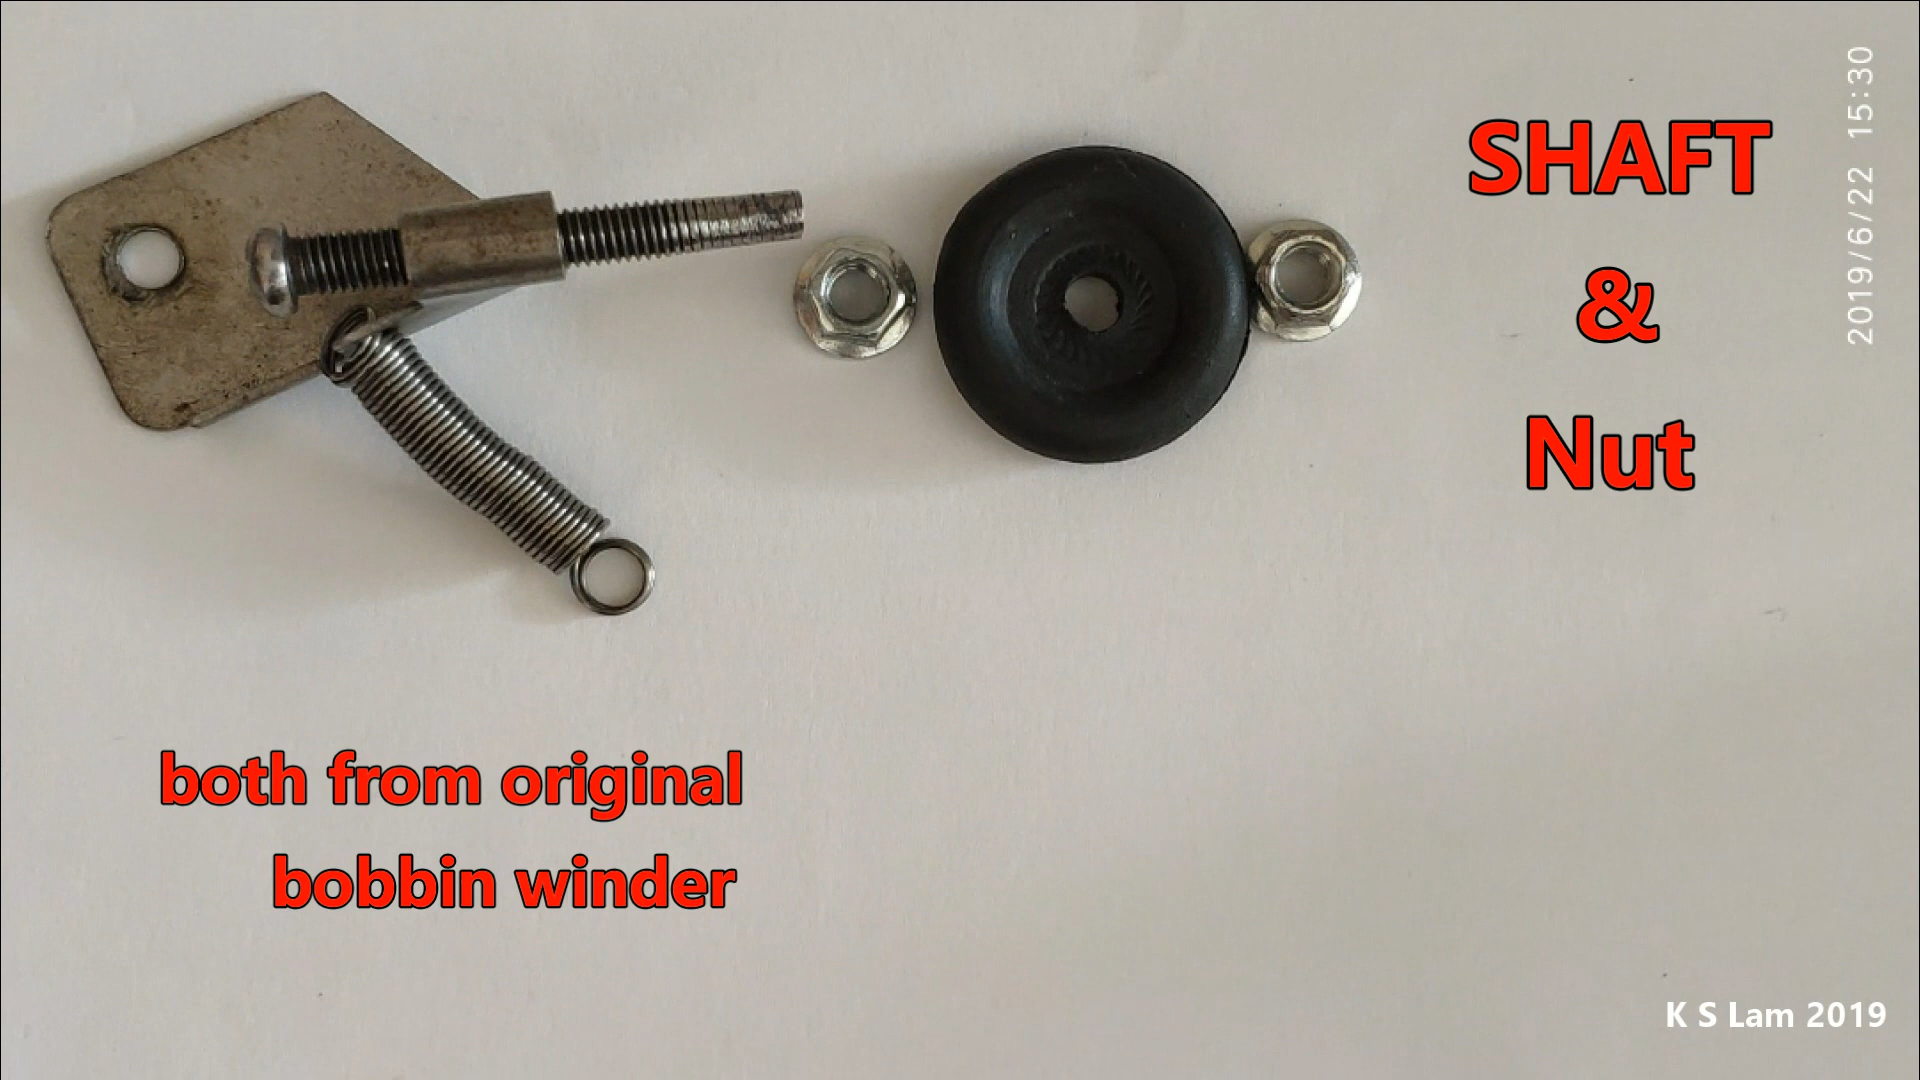 SHAFT
&
Nut
2019/6/22 15:30
both from original
bobbin winder
K S Lam 2019